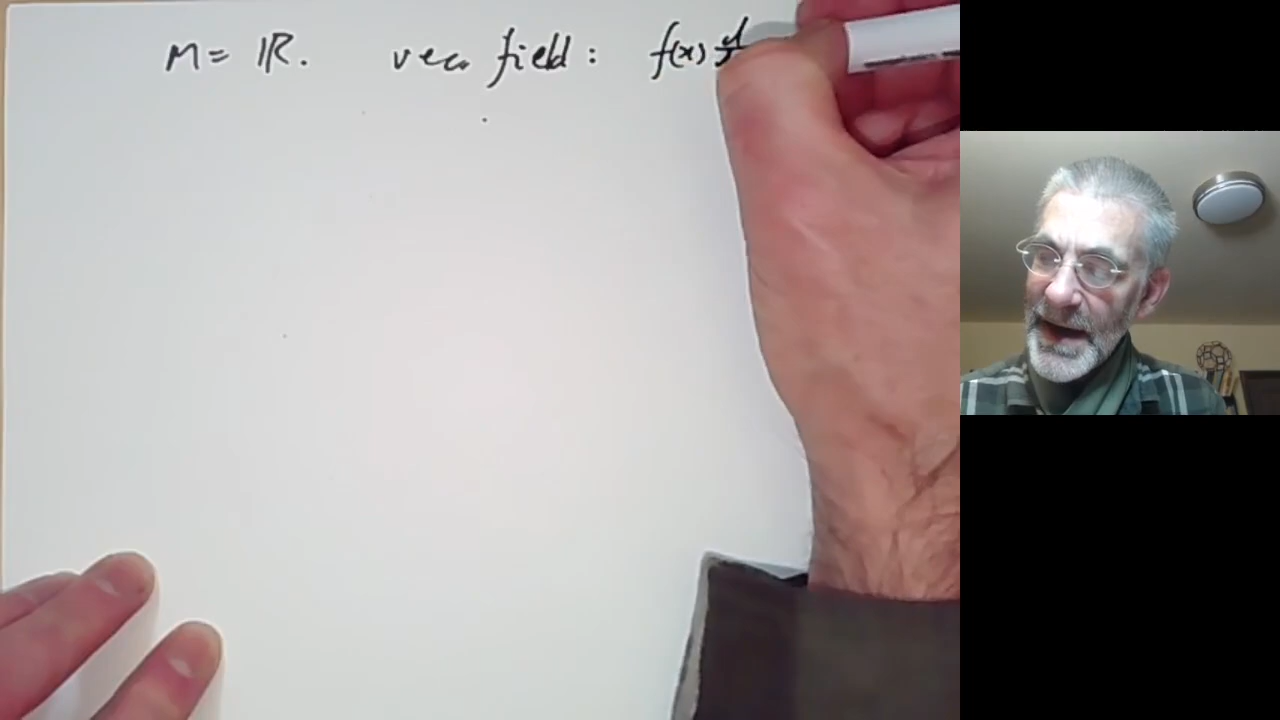 M = ℝ. vec. field : f(x) d